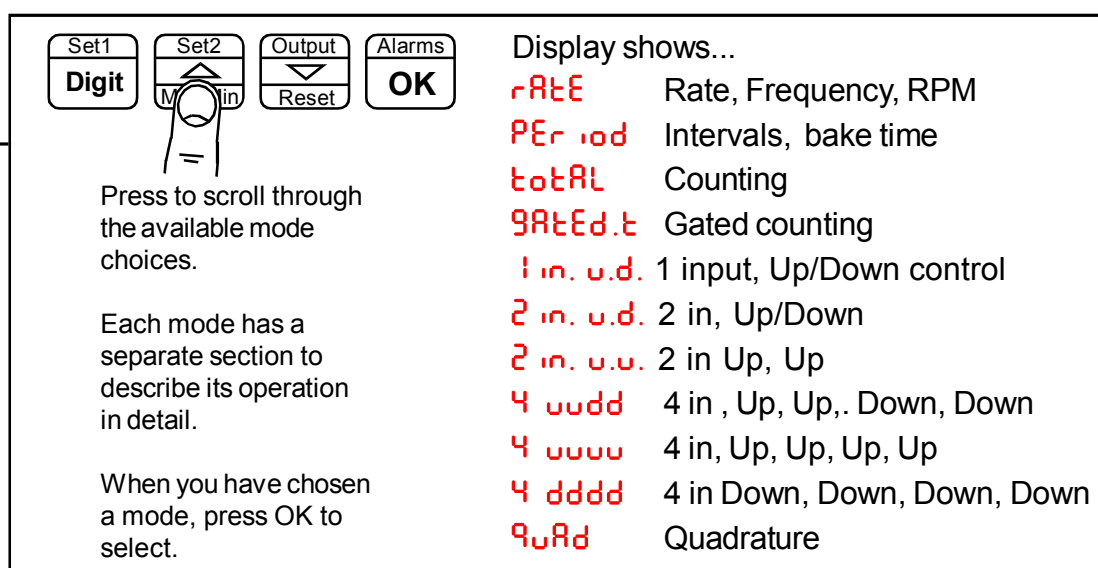 Set1 Set2 Output Alarms
Digit OK
M in Reset
Press to scroll through
the available mode
choices.
Each mode has a
separate section to
describe its operation
in detail.
When you have chosen
a mode, press OK to
select.
Display shows...
rAtE Rate, Frequency, RPM
PEriod Intervals, bake time
totAL Counting
gAtEd.t Gated counting
1 in. u.d. 1 input, Up/Down control
2 in. u.d. 2 in, Up/Down
2 in. u.u. 2 in Up, Up
4 uudd 4 in , Up, Up,. Down, Down
4 uuuu 4 in, Up, Up, Up, Up
4 dddd 4 in Down, Down, Down, Down
quAd Quadrature